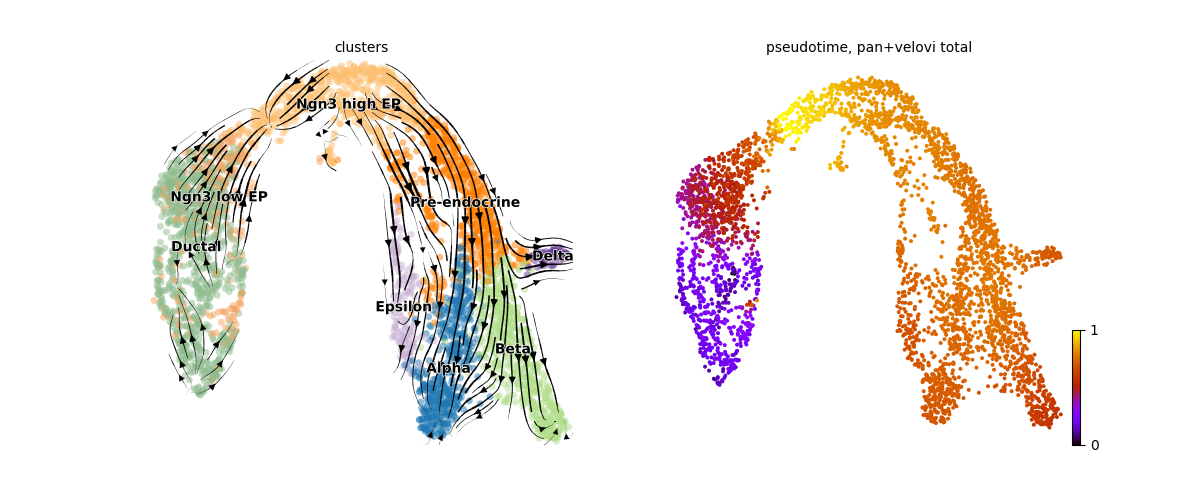 clusters
Ngn3 high EP
Ngn3 low EP
Pre-endocrine
Ductal
Delta
Epsilon
Beta
Alpha
pseudotime, pan+velovi total
1
0